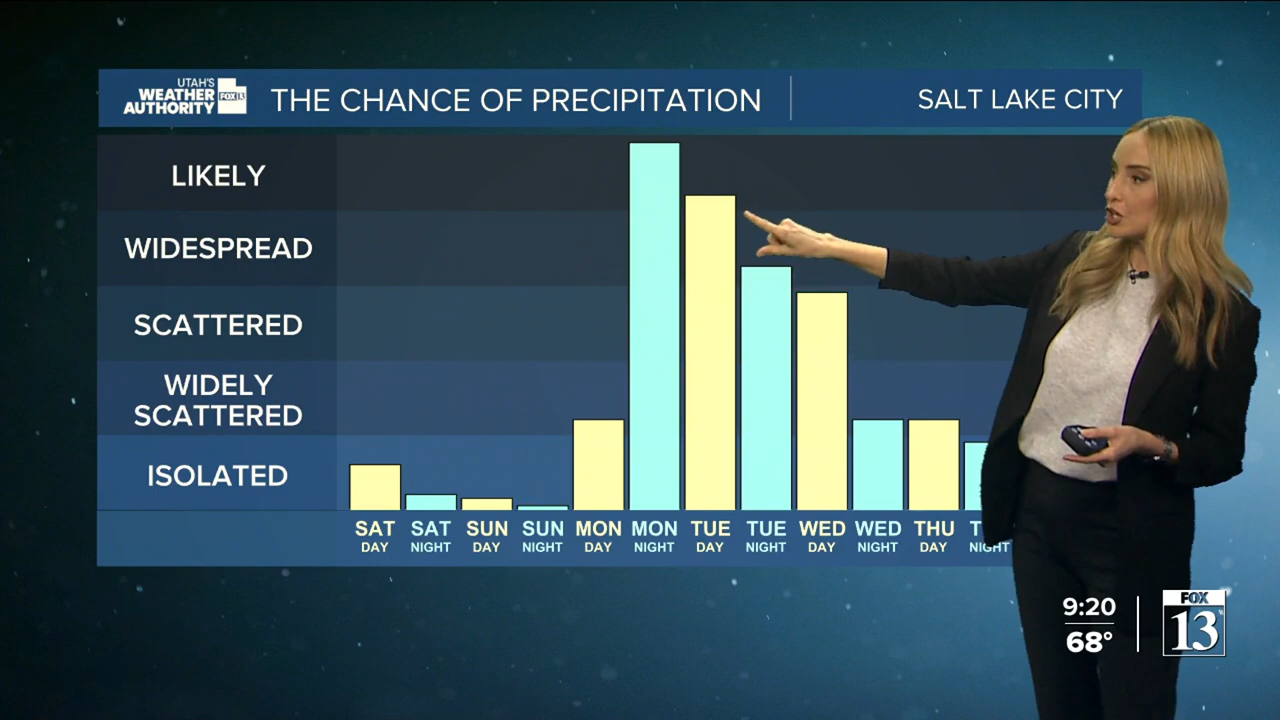 UTAH'S
WEATHER
AUTHORITY
FOX 13
THE CHANCE OF PRECIPITATION
SALT LAKE CITY
LIKELY
WIDESPREAD
SCATTERED
WIDELY
SCATTERED
ISOLATED
SAT SAT SUN SUN MON MON TUE TUE WED WED THU
DAY NIGHT DAY NIGHT DAY NIGHT DAY NIGHT DAY NIGHT DAY NIGHT
9:20
68°
FOX
13